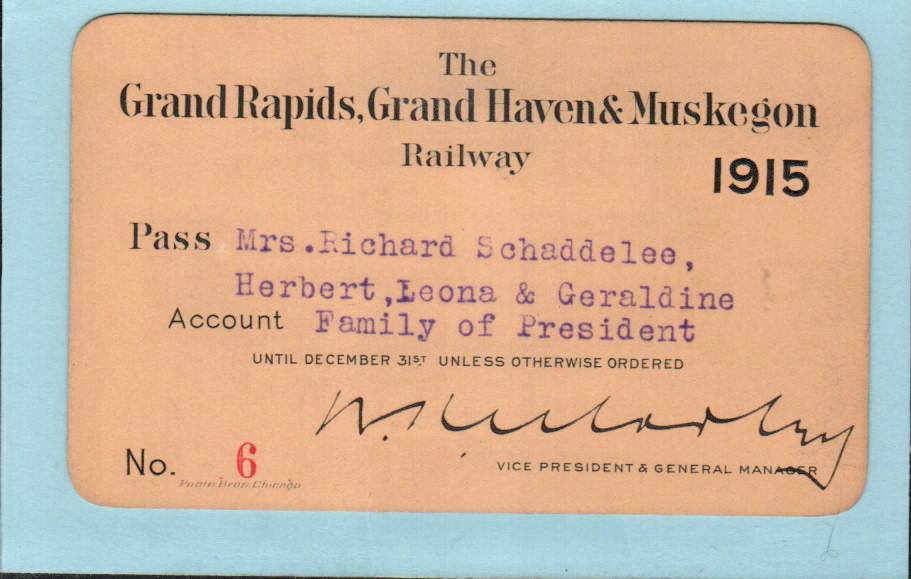 The
Grand Rapids, Grand Haven & Muskegon
Railway
1915
Pass Mrs.Richard Schaddelee,
Herbert,Leona & Geraldine
Account Family of President
UNTIL DECEMBER 31ST UNLESS OTHERWISE ORDERED
No. 6
VICE PRESIDENT & GENERAL MANAGER
Poole Bros. Chicago